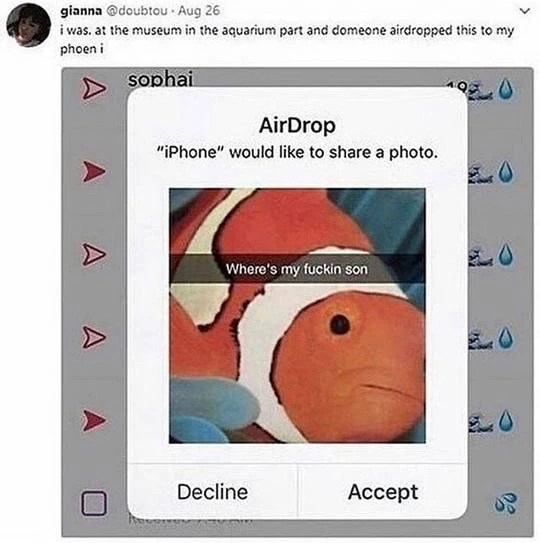 gianna @doubtou · Aug 26
i was. at the museum in the aquarium part and domeone airdropped this to my
phoen i
sophai
19
AirDrop
"iPhone" would like to share a photo.
Where's my fuckin son
Decline
Accept